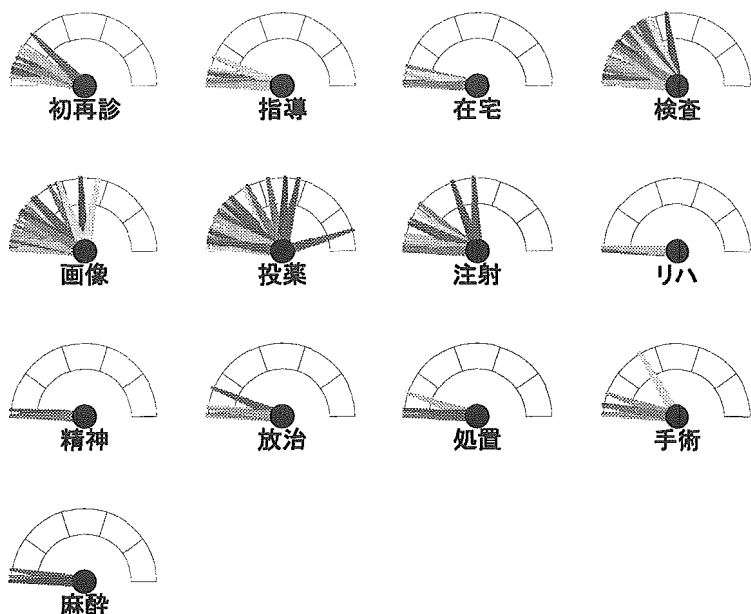 初再診
指導
在宅
検査
画像
投薬
注射
リハ
精神
放治
処置
手術
麻酔